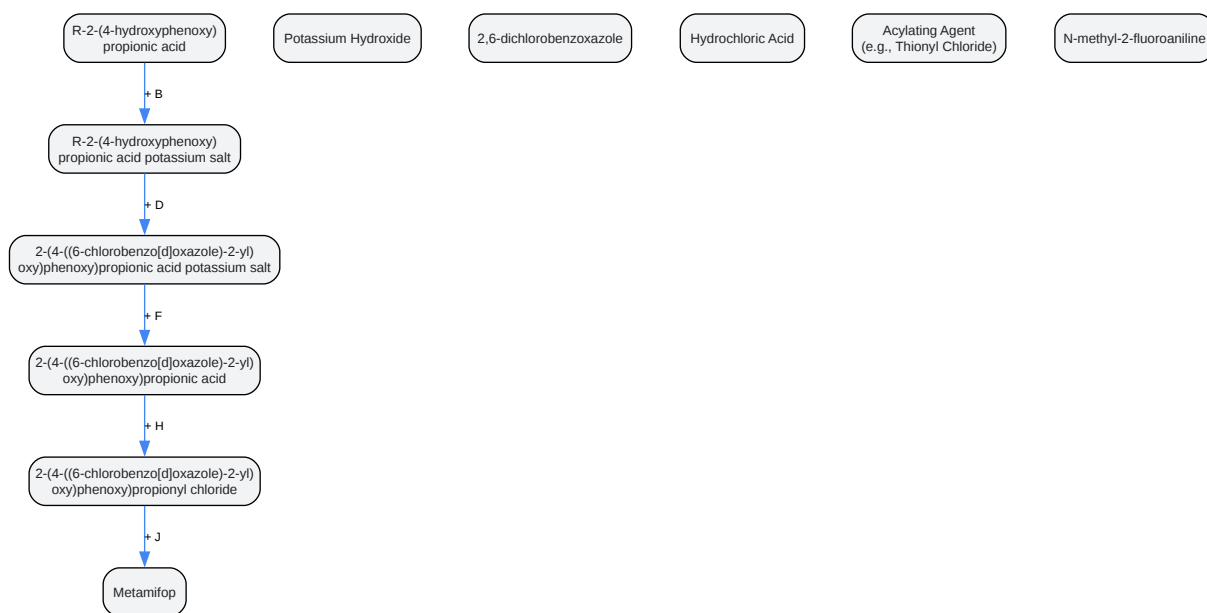 R-2-(4-hydroxyphenoxy)
propionic acid
Potassium Hydroxide
2,6-dichlorobenzoxazole
Hydrochloric Acid
Acylating Agent
(e.g., Thionyl Chloride)
N-methyl-2-fluoroaniline
+ B
R-2-(4-hydroxyphenoxy)
propionic acid potassium salt
+ D
2-(4-((6-chlorobenzo[d]oxazole)-2-yl)
oxy)phenoxy)propionic acid potassium salt
+ F
2-(4-((6-chlorobenzo[d]oxazole)-2-yl)
oxy)phenoxy)propionic acid
+ H
2-(4-((6-chlorobenzo[d]oxazole)-2-yl)
oxy)phenoxy)propionyl chloride
+ J
Metamifop